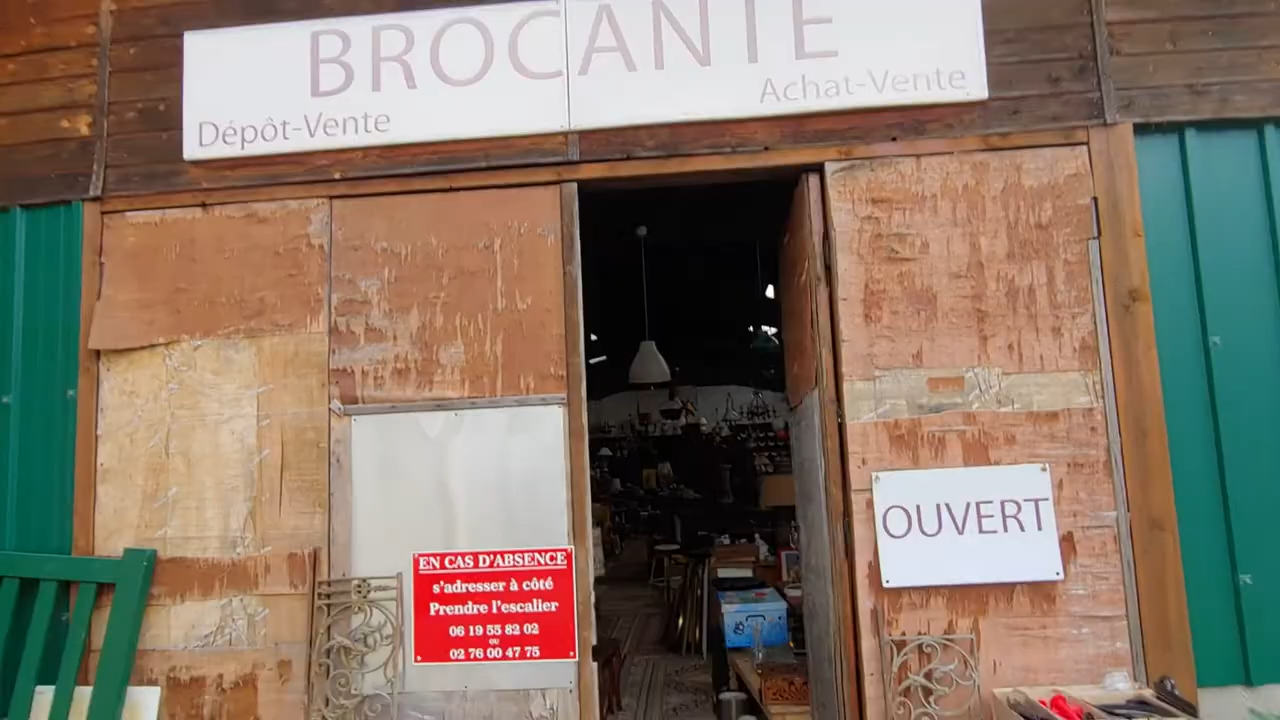 BROCANTE
Dépôt-Vente
Achat-Vente
OUVERT
EN CAS D'ABSENCE
s'adresser à côté
Prendre l'escalier
06 19 55 82 02
ou
02 76 00 47 75